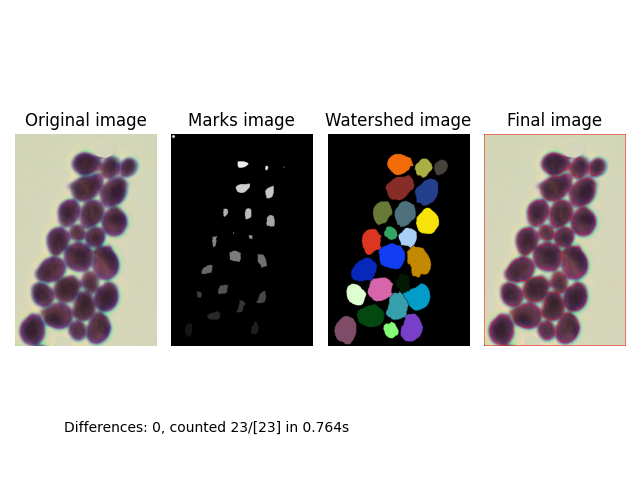 Original image
Marks image
Watershed image
Final image
Differences: 0, counted 23/[23] in 0.764s